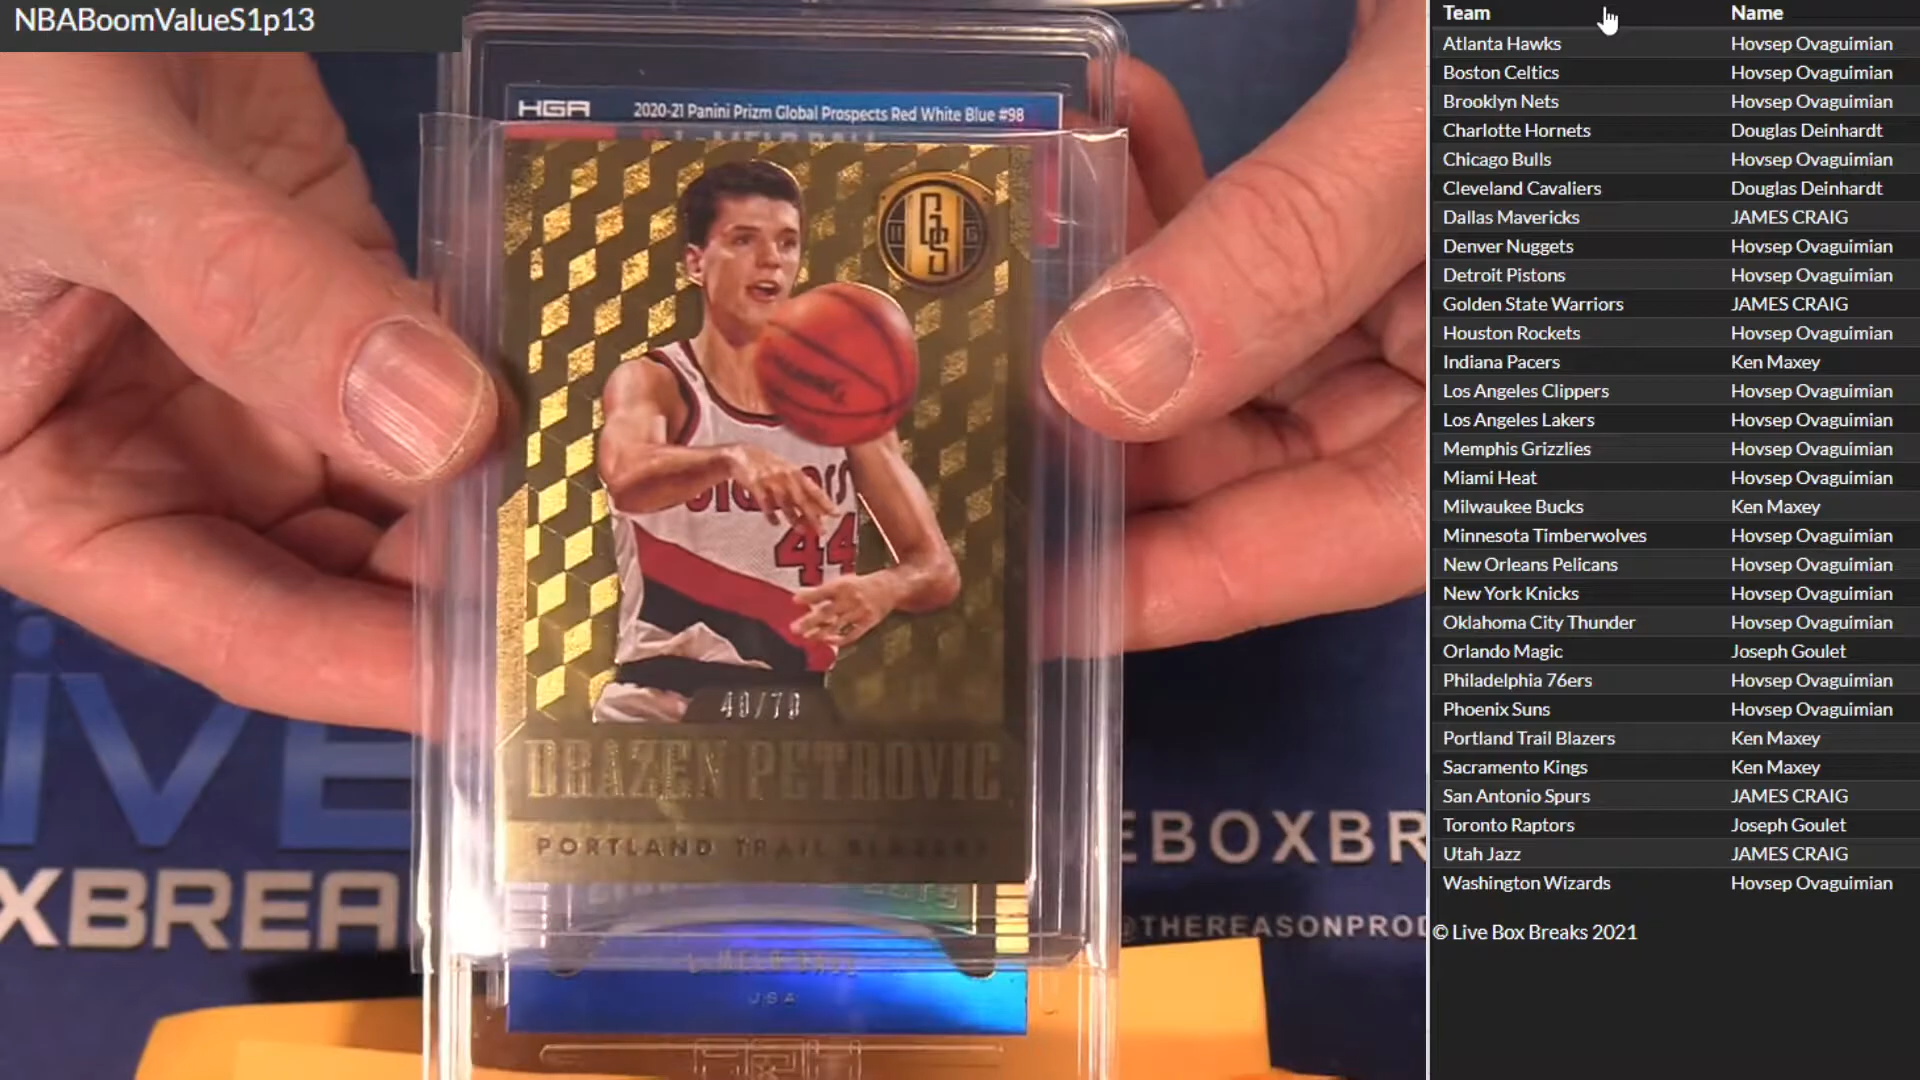 NBABoomValueS1p13
HGA 2020-21 Panini Prizm Global Prospects Red White Blue #98
GS
44
49/79
DRAZEN PETROVIC
PORTLAND TRAIL BLAZERS
USA
LIVE
XBREA
EBOXBR
@THEREASONPROD
Team Name
Atlanta Hawks Hovsep Ovaguimian
Boston Celtics Hovsep Ovaguimian
Brooklyn Nets Hovsep Ovaguimian
Charlotte Hornets Douglas Deinhardt
Chicago Bulls Hovsep Ovaguimian
Cleveland Cavaliers Douglas Deinhardt
Dallas Mavericks JAMES CRAIG
Denver Nuggets Hovsep Ovaguimian
Detroit Pistons Hovsep Ovaguimian
Golden State Warriors JAMES CRAIG
Houston Rockets Hovsep Ovaguimian
Indiana Pacers Ken Maxey
Los Angeles Clippers Hovsep Ovaguimian
Los Angeles Lakers Hovsep Ovaguimian
Memphis Grizzlies Hovsep Ovaguimian
Miami Heat Hovsep Ovaguimian
Milwaukee Bucks Ken Maxey
Minnesota Timberwolves Hovsep Ovaguimian
New Orleans Pelicans Hovsep Ovaguimian
New York Knicks Hovsep Ovaguimian
Oklahoma City Thunder Hovsep Ovaguimian
Orlando Magic Joseph Goulet
Philadelphia 76ers Hovsep Ovaguimian
Phoenix Suns Hovsep Ovaguimian
Portland Trail Blazers Ken Maxey
Sacramento Kings Ken Maxey
San Antonio Spurs JAMES CRAIG
Toronto Raptors Joseph Goulet
Utah Jazz JAMES CRAIG
Washington Wizards Hovsep Ovaguimian
© Live Box Breaks 2021